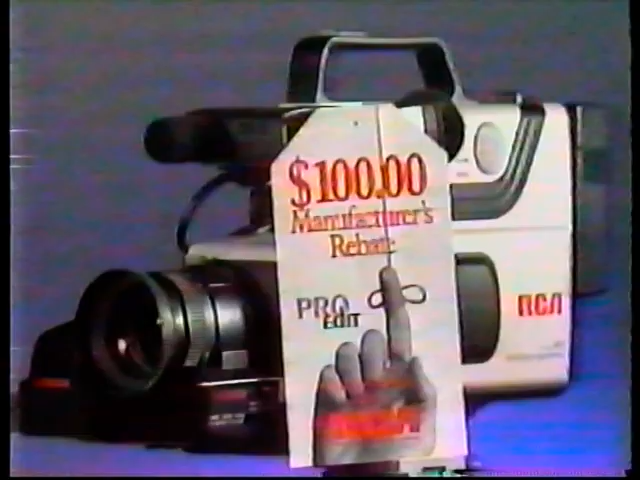 $100.00
Manufacturer's
Rebate
PRO
EDIT
RCA